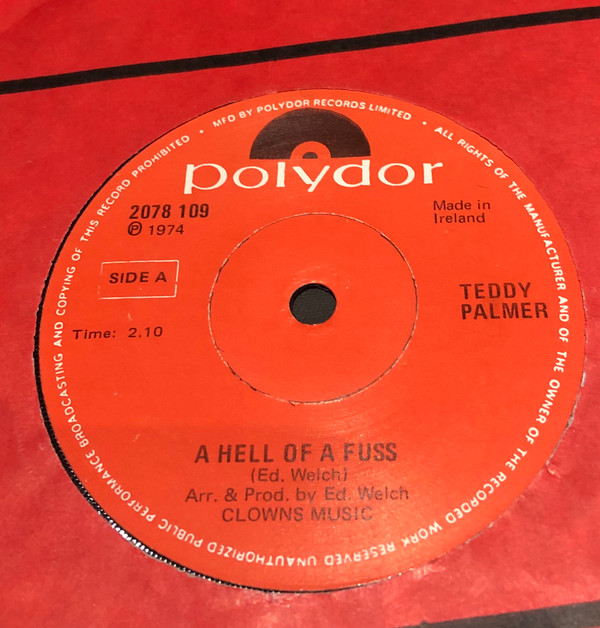 MFD BY POLYDOR RECORDS LIMITED • ALL RIGHTS OF THE MANUFACTURER AND OF THE OWNER OF THE RECORDED WORK RESERVED UNAUTHORIZED PUBLIC PERFORMANCE BROADCASTING AND COPYING OF THIS RECORD PROHIBITED •
polydor
2078 109
℗ 1974
Made in
Ireland
SIDE A
TEDDY
PALMER
Time: 2.10
A HELL OF A FUSS
(Ed. Welch)
Arr. & Prod. by Ed. Welch
CLOWNS MUSIC